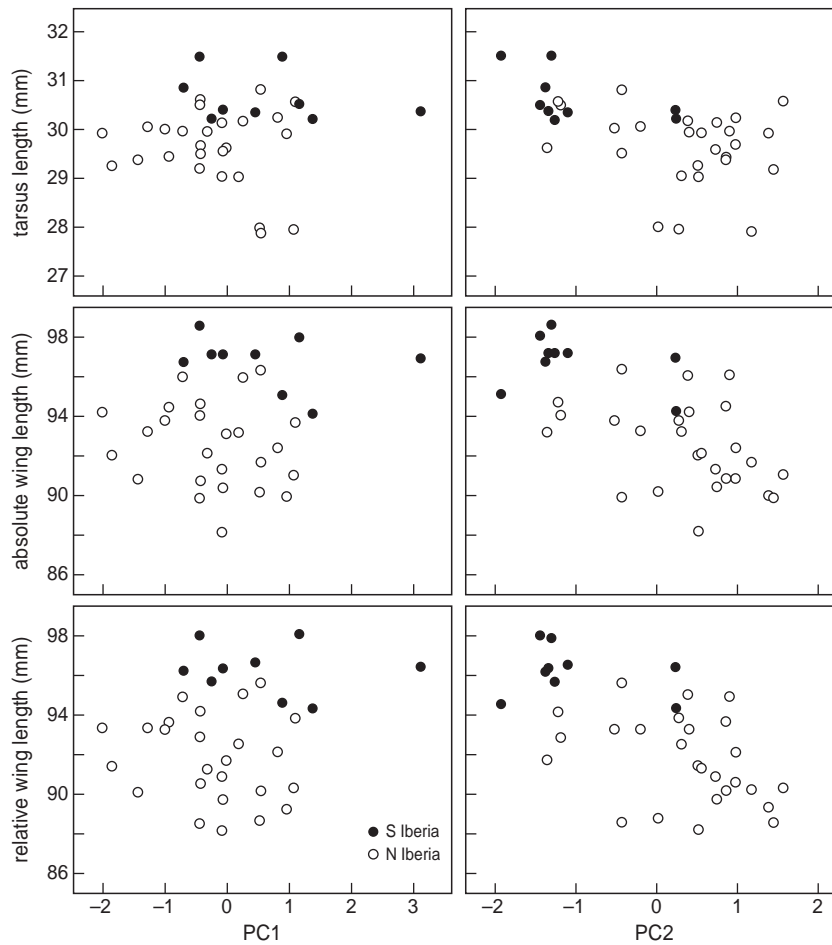 32
31
30
29
28
27
tarsus length (mm)
98
94
90
86
absolute wing length (mm)
98
94
90
86
relative wing length (mm)
S Iberia
N Iberia
–2 –1 0 1 2 3
PC1
–2 –1 0 1 2
PC2